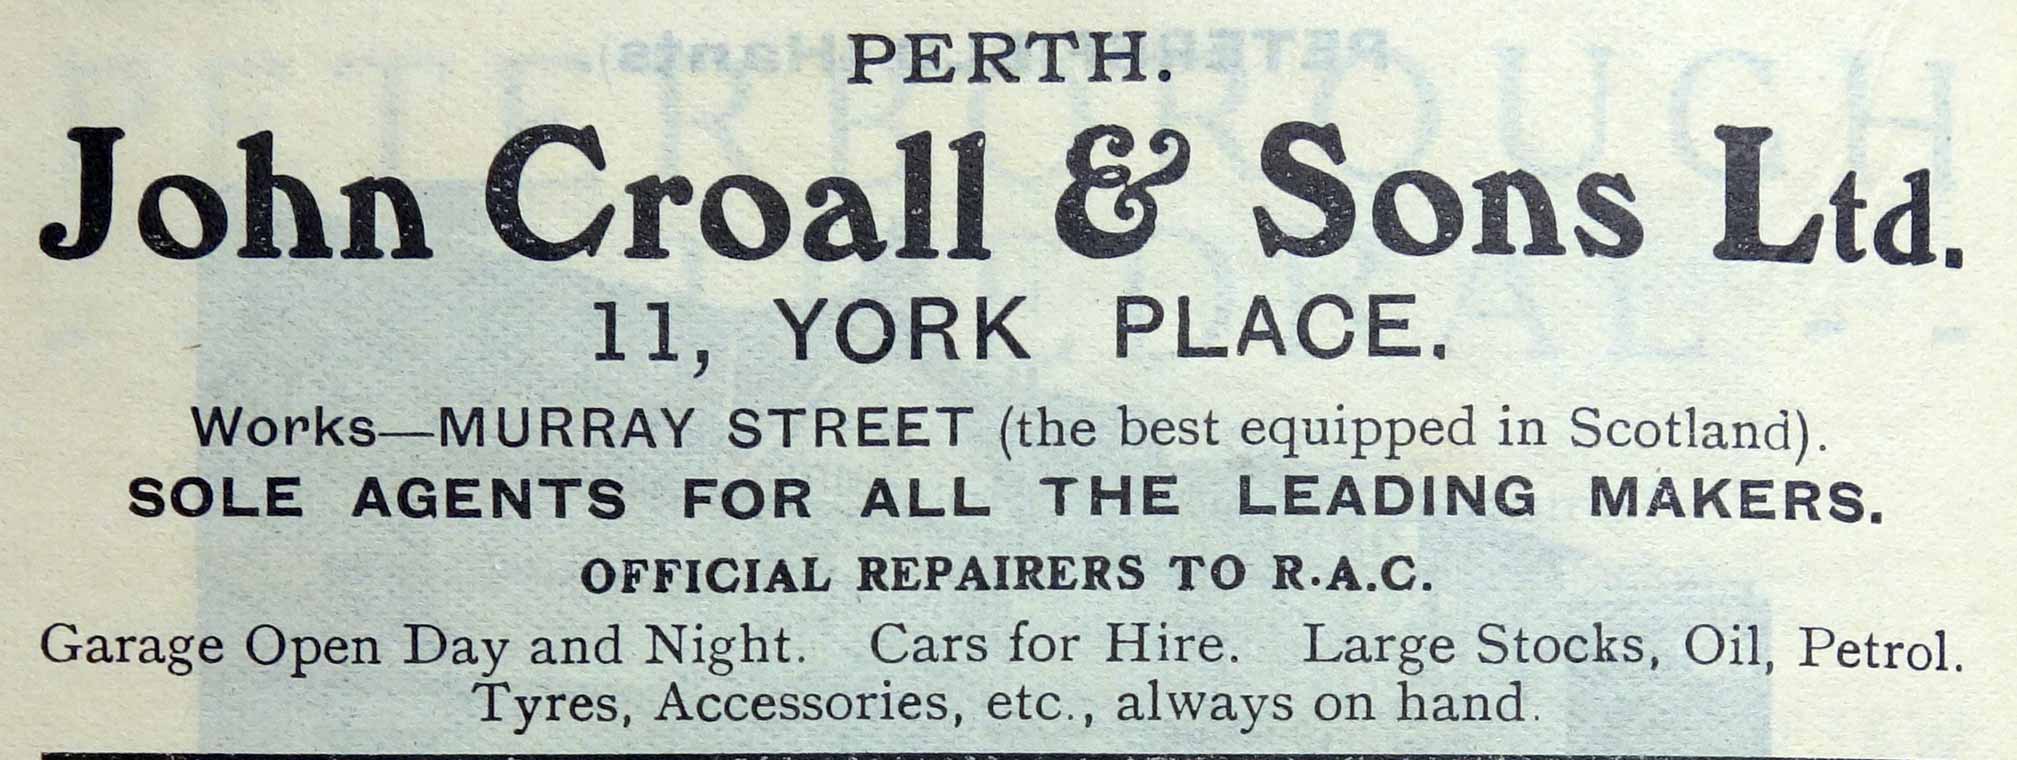 PERTH.
John Croall & Sons Ltd.
11, YORK PLACE.
Works—MURRAY STREET (the best equipped in Scotland).
SOLE AGENTS FOR ALL THE LEADING MAKERS.
OFFICIAL REPAIRERS TO R.A.C.
Garage Open Day and Night. Cars for Hire. Large Stocks, Oil, Petrol.
Tyres, Accessories, etc., always on hand.